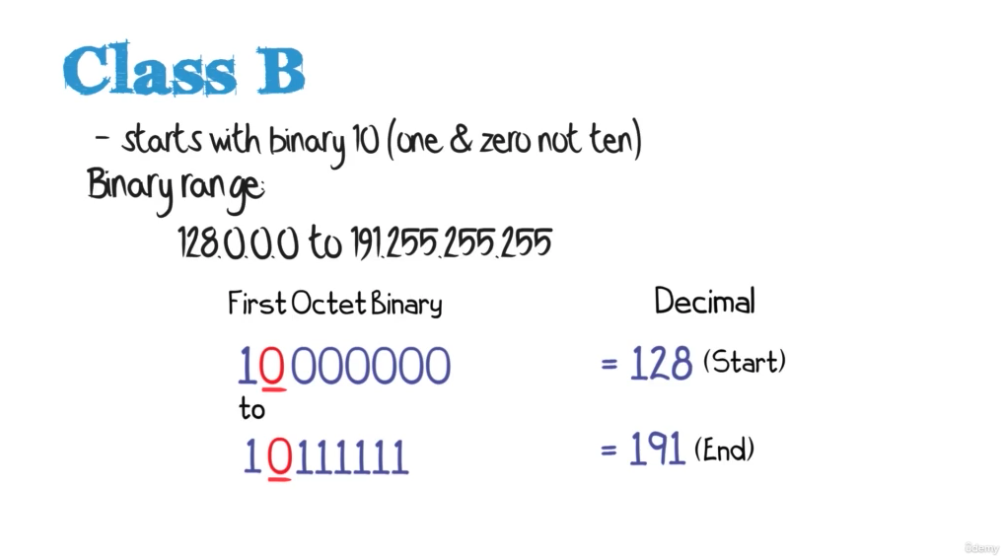 Class B
- starts with binary 10 (one & zero not ten)
Binary range:
128.0.0.0 to 191.255.255.255
First Octet Binary Decimal
10000000 = 128 (Start)
to
10111111 = 191 (End)
ûdemy